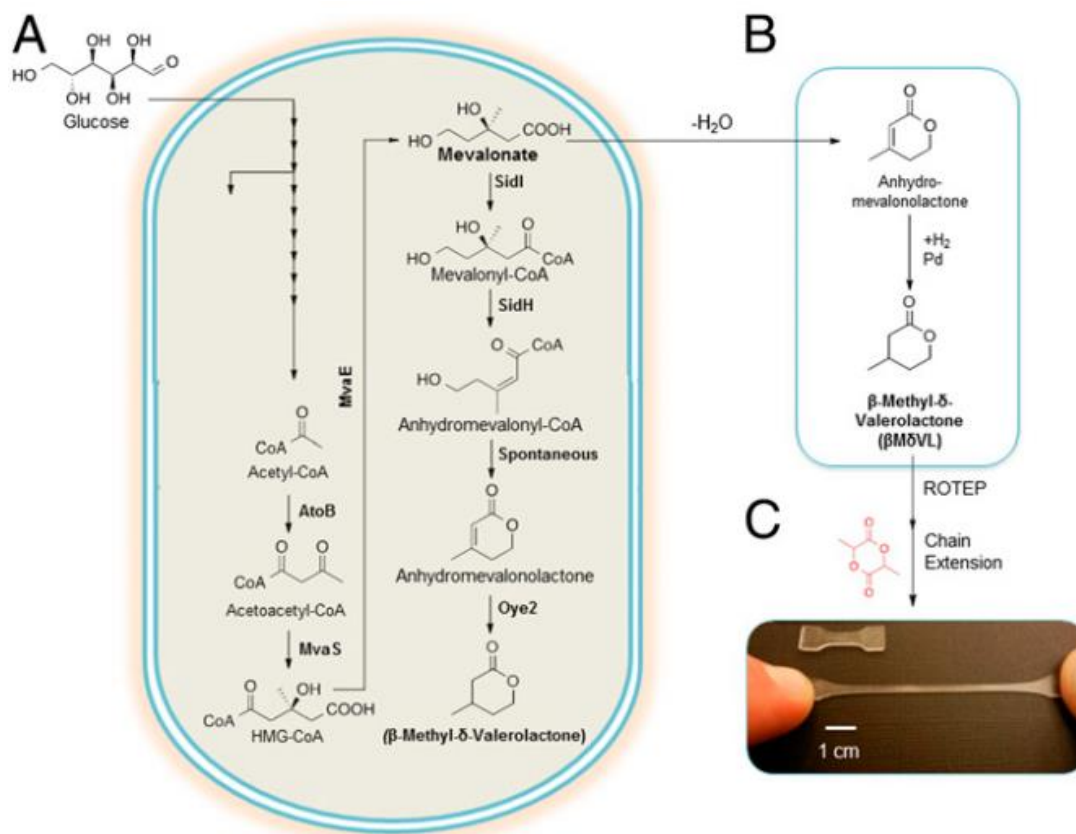 A
OH OH
HO
O
OH OH
Glucose
HO
HO
COOH
Mevalonate
SidI
HO
O
HO
CoA
Mevalonyl-CoA
SidH
O
CoA
HO
Anhydromevalonyl-CoA
Spontaneous
O
O
Anhydromevalonolactone
Oye2
O
O
(β-Methyl-δ-Valerolactone)
MvaE
O
CoA
Acetyl-CoA
AtoB
O O
CoA
Acetoacetyl-CoA
MvaS
O
OH
CoA
COOH
HMG-CoA
-H₂O
B
O
O
Anhydro-
mevalonolactone
+H₂
Pd
O
O
β-Methyl-δ-
Valerolactone
(βMδVL)
ROTEP
C
O
O
O
O
Chain
Extension
1 cm